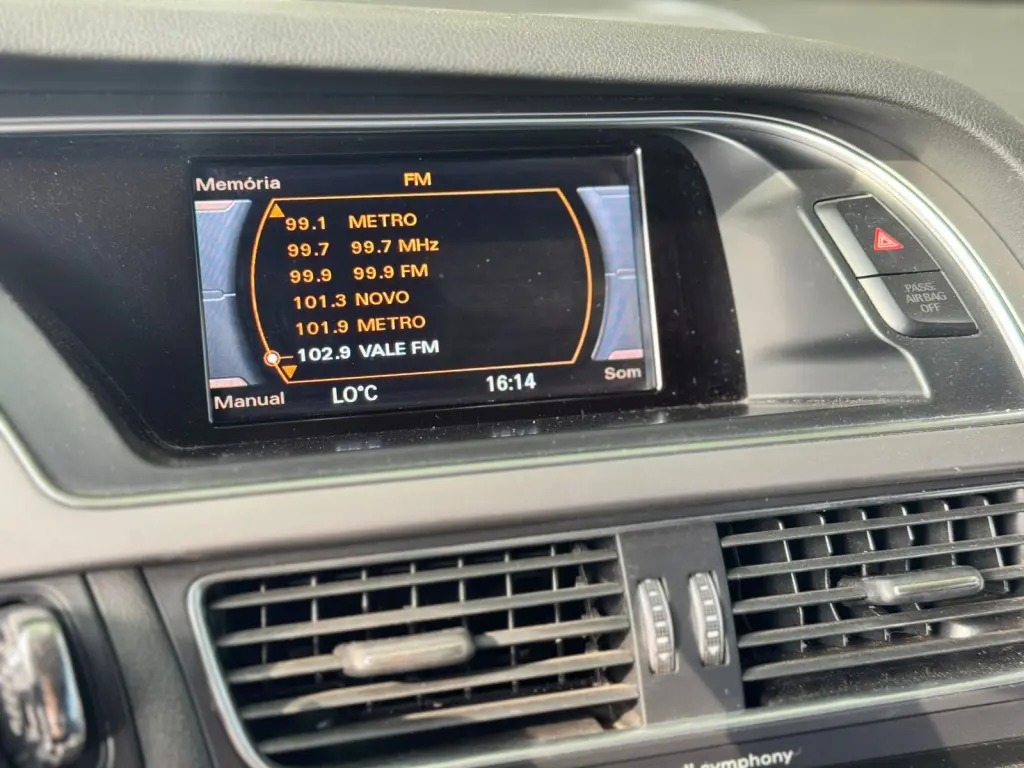 Memória FM
99.1 METRO
99.7 99.7 MHz
99.9 99.9 FM
101.3 NOVO
101.9 METRO
102.9 VALE FM
Manual LO°C 16:14 Som
PASS.
AIRBAG
OFF
symphony